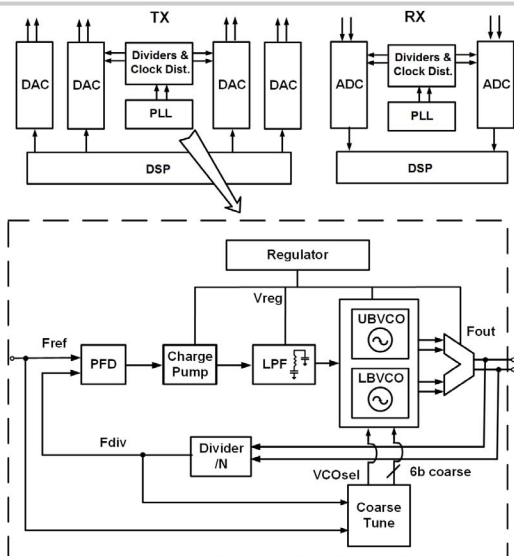 TX
RX
DAC
DAC
Dividers &
Clock Dist.
DAC
DAC
PLL
DSP
ADC
Dividers &
Clock Dist.
ADC
PLL
DSP
Regulator
Vreg
Fref
PFD
Charge
Pump
LPF
UBVCO
LBVCO
Fout
Fdiv
Divider
/N
VCOsel
6b coarse
Coarse
Tune